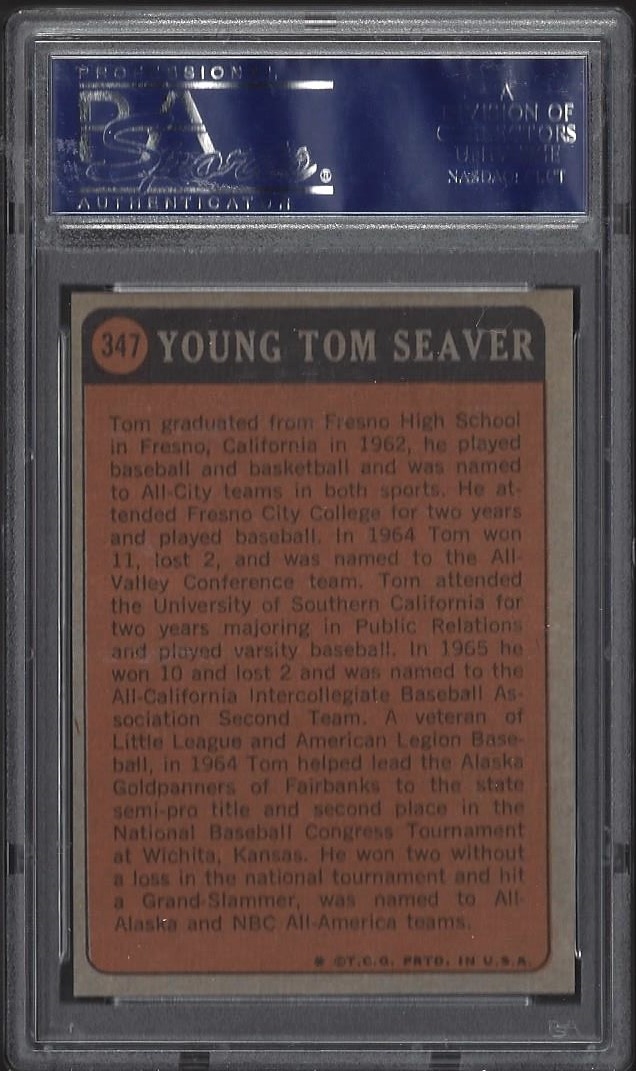 PROFESSIONAL
PSA
Sports
®
AUTHENTICATOR
A
DIVISION OF
COLLECTORS
UNIVERSE
NASDAQ: CLCT
347 YOUNG TOM SEAVER
Tom graduated from Fresno High School
in Fresno, California in 1962, he played
baseball and basketball and was named
to All-City teams in both sports. He at-
tended Fresno City College for two years
and played baseball. In 1964 Tom won
11, lost 2, and was named to the All-
Valley Conference team. Tom attended
the University of Southern California for
two years majoring in Public Relations
and played varsity baseball. In 1965 he
won 10 and lost 2 and was named to the
All-California Intercollegiate Baseball As-
sociation Second Team. A veteran of
Little League and American Legion Base-
ball, in 1964 Tom helped lead the Alaska
Goldpanners of Fairbanks to the state
semi-pro title and second place in the
National Baseball Congress Tournament
at Wichita, Kansas. He won two without
a loss in the national tournament and hit
a Grand-Slammer, was named to All-
Alaska and NBC All-America teams.
* ©T.C.G. PRTD. IN U.S.A.
PSA